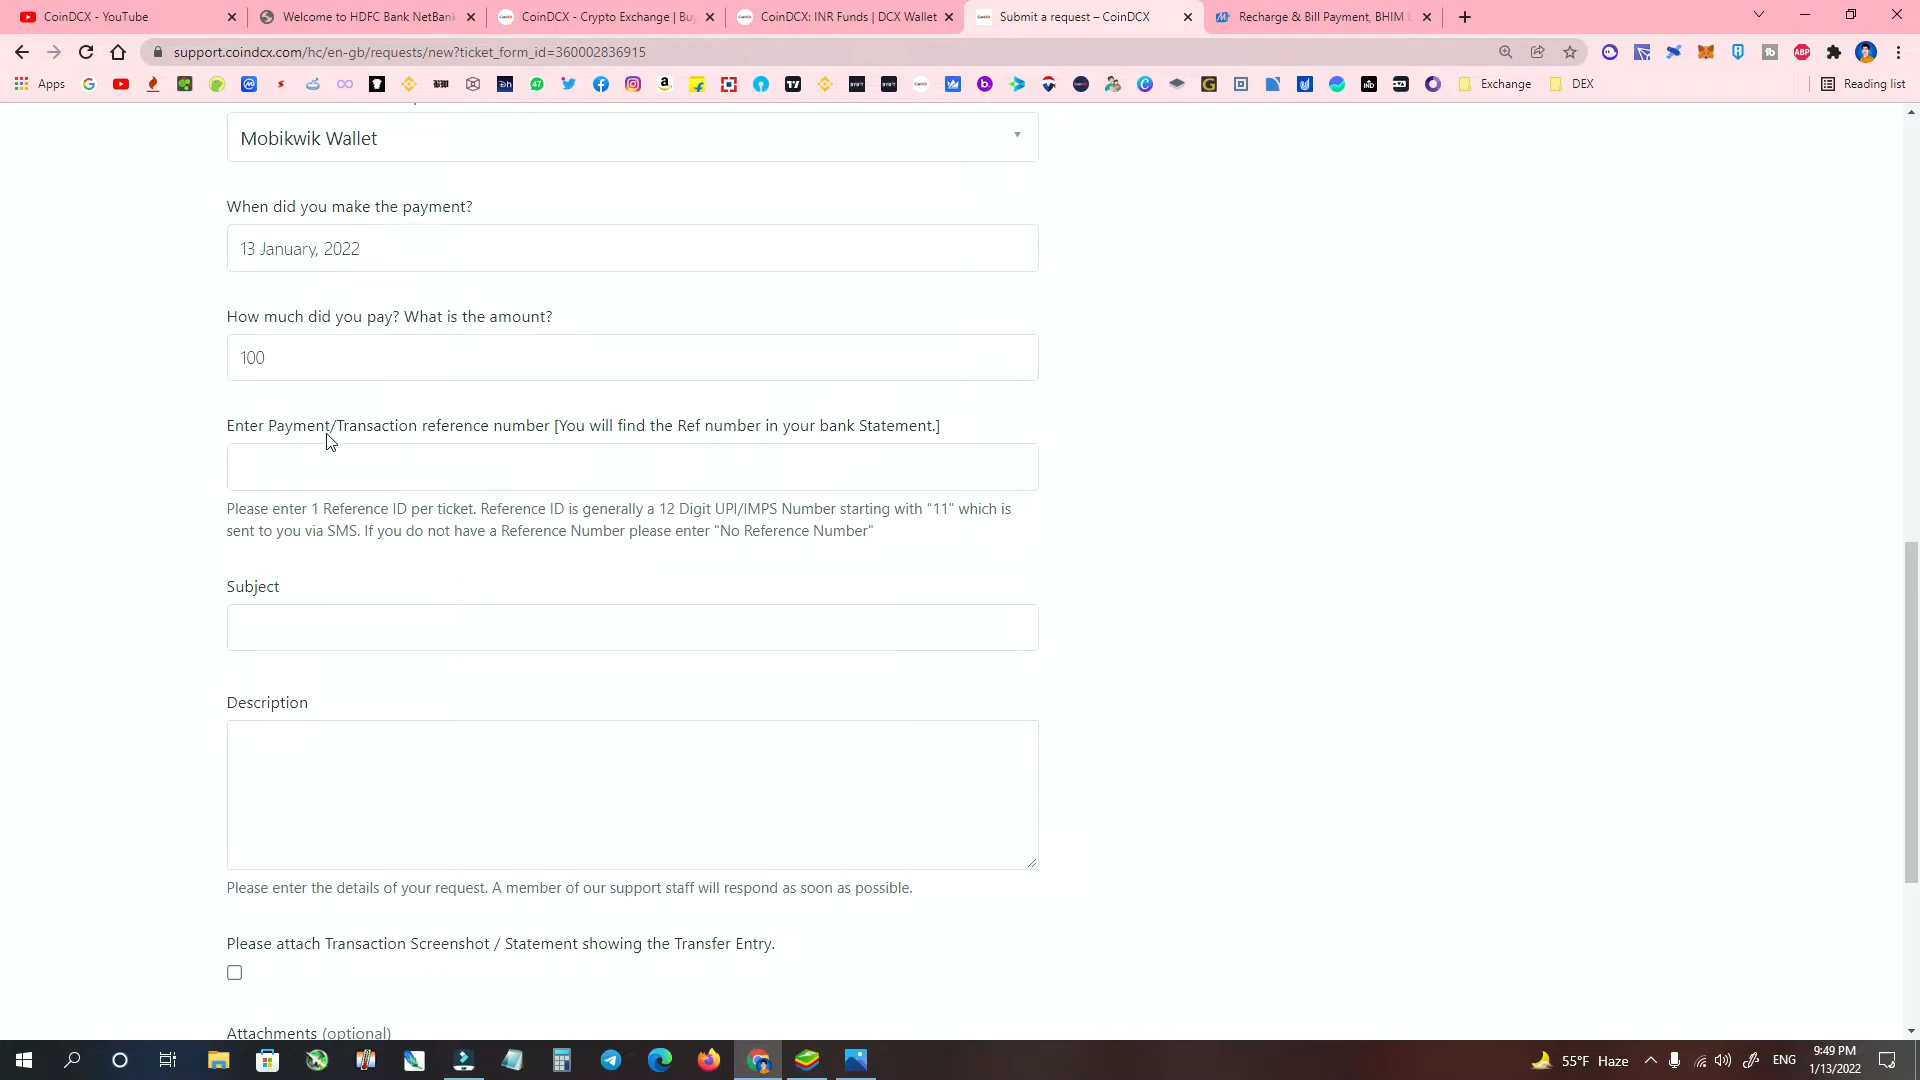 CoinDCX - YouTube
Welcome to HDFC Bank NetBank
CoinDCX - Crypto Exchange | Bu
CoinDCX: INR Funds | DCX Wallet
Submit a request – CoinDCX
Recharge & Bill Payment, BHIM
support.coindcx.com/hc/en-gb/requests/new?ticket_form_id=360002836915
Apps
Exchange
DEX
Reading list
Mobikwik Wallet
When did you make the payment?
13 January, 2022
How much did you pay? What is the amount?
100
Enter Payment/Transaction reference number [You will find the Ref number in your bank Statement.]
Please enter 1 Reference ID per ticket. Reference ID is generally a 12 Digit UPI/IMPS Number starting with "11" which is
sent to you via SMS. If you do not have a Reference Number please enter "No Reference Number"
Subject
Description
Please enter the details of your request. A member of our support staff will respond as soon as possible.
Please attach Transaction Screenshot / Statement showing the Transfer Entry.
Attachments (optional)
55°F Haze
ENG
9:49 PM
1/13/2022